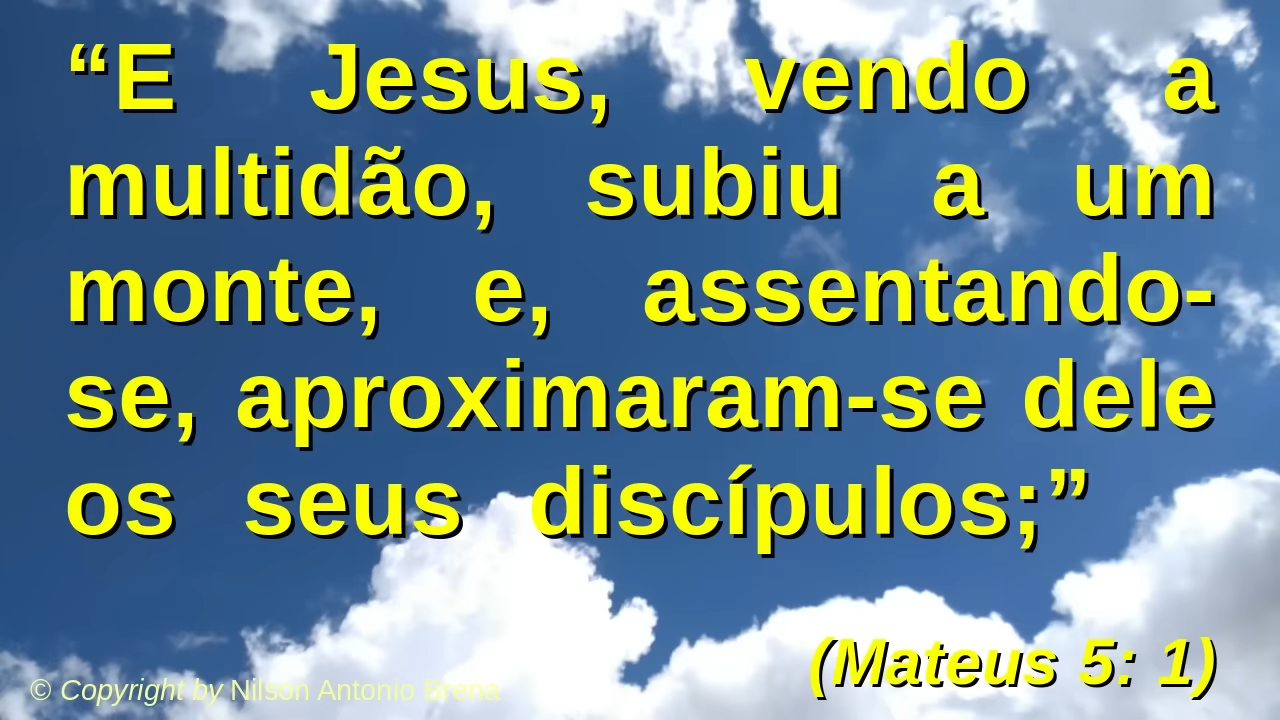 “E Jesus, vendo a
multidão, subiu a um
monte, e, assentando-
se, aproximaram-se dele
os seus discípulos;”
(Mateus 5: 1)
© Copyright by Nilson Antonio Brena